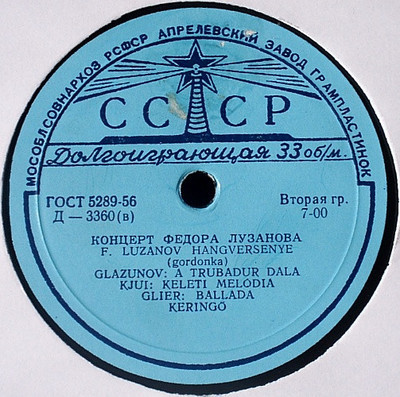 МОСОБЛСОВНАРХОЗ РСФСР АПРЕЛЕВСКИЙ ЗАВОД ГРАМПЛАСТИНОК
СССР
Долгоиграющая 33 об/м.
ГОСТ 5289-56 Вторая гр.
Д — 3360 (в) 7-00
КОНЦЕРТ ФЕДОРА ЛУЗАНОВА
F. LUZANOV HANGVERSENYE
(gordonka)
GLAZUNOV: A TRUBADUR DALA
KJUI: KELETI MELÓDIA
GLIER: BALLADA
KERINGŐ